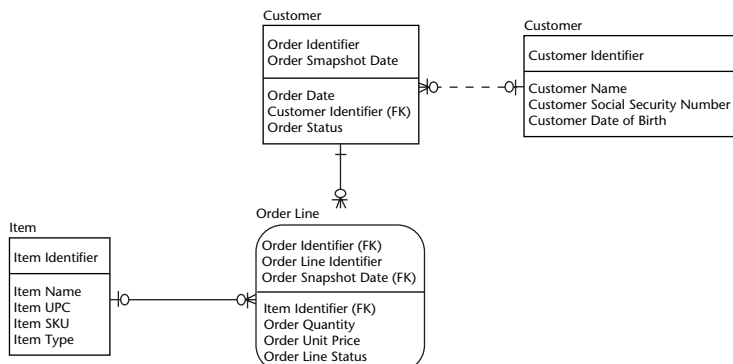 Customer
Order Identifier
Order Smapshot Date
Order Date
Customer Identifier (FK)
Order Status
Customer
Customer Identifier
Customer Name
Customer Social Security Number
Customer Date of Birth
Item
Item Identifier
Item Name
Item UPC
Item SKU
Item Type
Order Line
Order Identifier (FK)
Order Line Identifier
Order Snapshot Date (FK)
Item Identifier (FK)
Order Quantity
Order Unit Price
Order Line Status